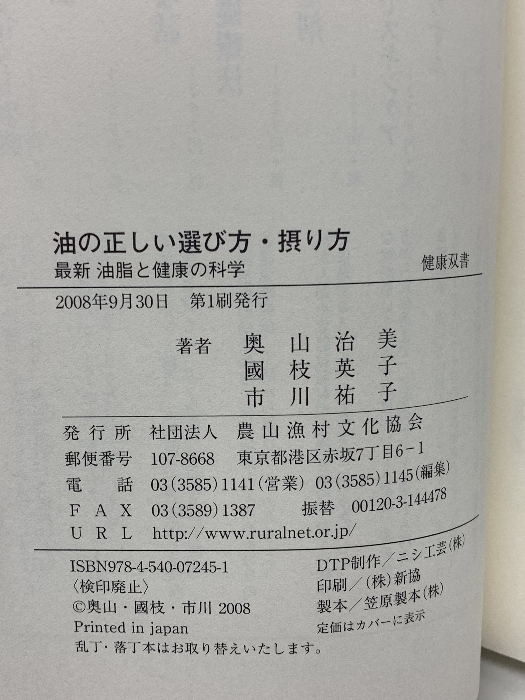 油の正しい選び方・摂り方
最新 油脂と健康の科学 健康双書
2008年9月30日 第1刷発行
著者 奥山治美
國枝英子
市川祐子
発行所 社団法人 農山漁村文化協会
郵便番号 107-8668 東京都港区赤坂7丁目6-1
電話 03(3585)1141(営業) 03(3585)1145(編集)
FAX 03(3589)1387 振替 00120-3-144478
URL http://www.ruralnet.or.jp/
ISBN978-4-540-07245-1 DTP制作/ニシ工芸(株)
〈検印廃止〉 印刷/(株)新協
©奥山・國枝・市川 2008 製本/笠原製本(株)
Printed in japan 定価はカバーに表示
乱丁・落丁本はお取り替えいたします。